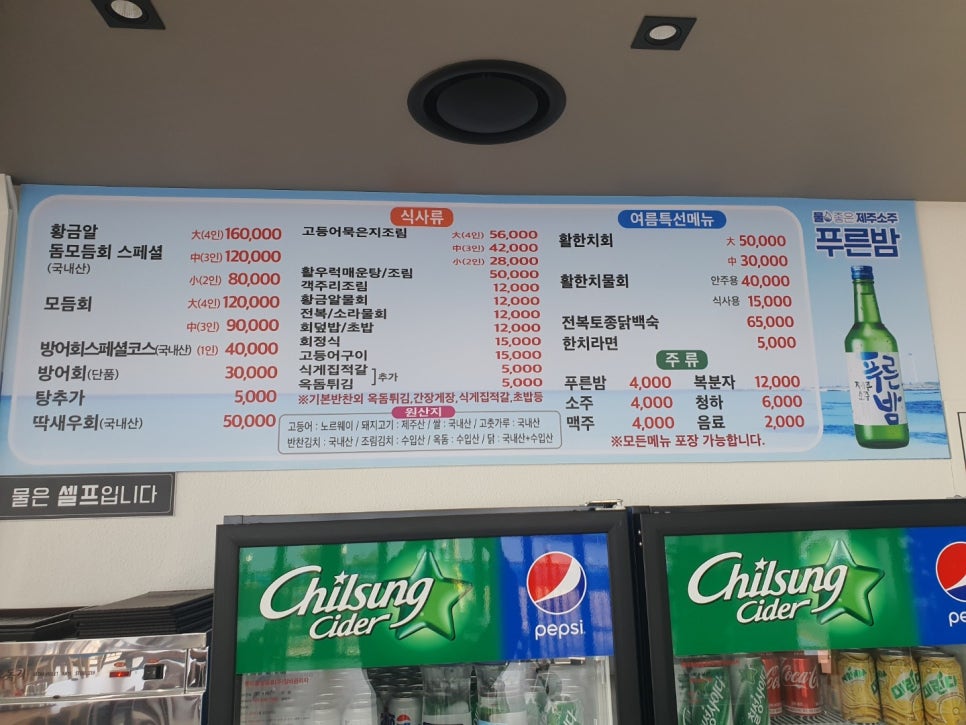 황금알
돔모듬회 스페셜
(국내산)
大(4인) 160,000
中(3인) 120,000
小(2인) 80,000
모듬회 大(4인) 120,000
中(3인) 90,000
방어회스페셜코스(국내산) (1인) 40,000
방어회(단품) 30,000
탕추가 5,000
딱새우회(국내산) 50,000
식사류
고등어묵은지조림 大(4인) 56,000
中(3인) 42,000
小(2인) 28,000
활우럭매운탕/조림 50,000
객주리조림 12,000
황금알물회 12,000
전복/소라물회 12,000
회덮밥/초밥 12,000
회정식 15,000
고등어구이 15,000
식게집적갈 5,000
옥돔튀김 ]추가 5,000
※기본반찬외 옥돔튀김,간장게장,식게집적갈,초밥등
원산지
고등어 : 노르웨이 / 돼지고기 : 제주산 / 쌀 : 국내산 / 고춧가루 : 국내산
반찬김치 : 국내산 / 조림김치 : 수입산 / 옥돔 : 수입산 / 닭 : 국내산+수입산
여름특선메뉴
활한치회 大 50,000
中 30,000
활한치물회 안주용 40,000
식사용 15,000
전복토종닭백숙 65,000
한치라면 5,000
주류
푸른밤 4,000 복분자 12,000
소주 4,000 청하 6,000
맥주 4,000 음료 2,000
※모든메뉴 포장 가능합니다.
물 좋은 제주소주
푸른밤
제주
소주
푸른밤
물은 셀프입니다
Chilsung
Cider
pepsi
Chilsung
Cider
pe